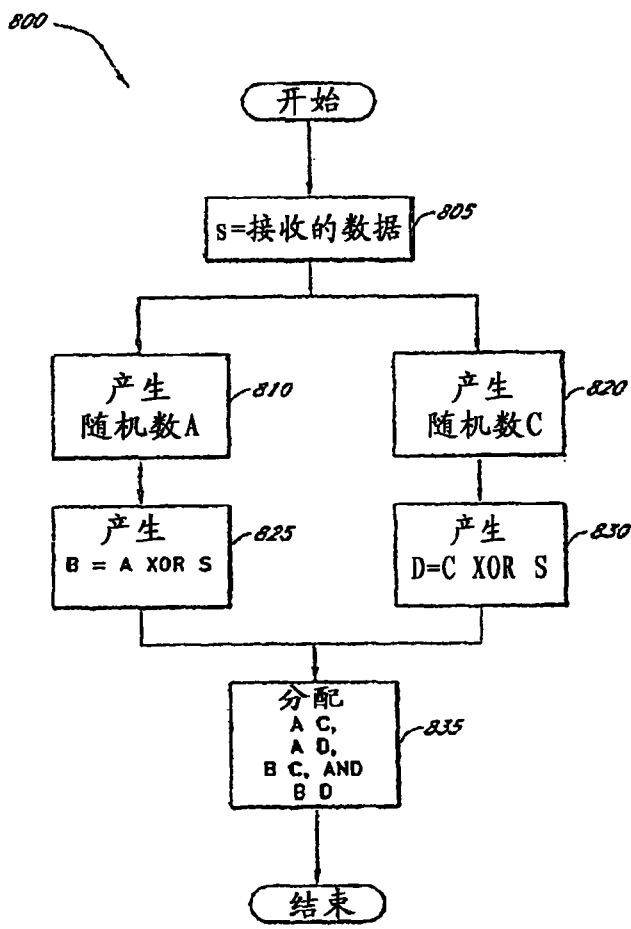 800
开始
S=接收的数据
805
产生
随机数A
810
产生
随机数C
820
产生
B = A XOR S
825
产生
D=C XOR S
830
分配
A C,
A D,
B C, AND
B D
835
结束